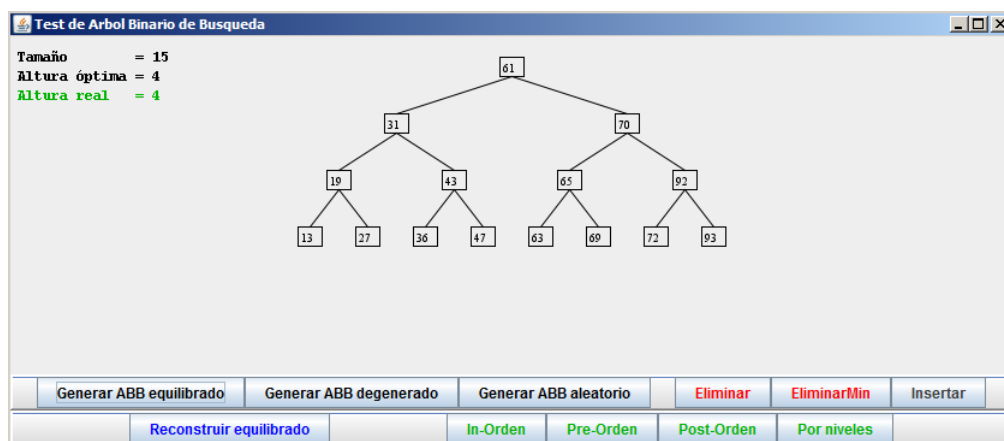 Test de Arbol Binario de Busqueda
Tamaño = 15
Altura óptima = 4
Altura real = 4
61
31 70
19 43 65 92
13 27 36 47 63 69 72 93
Generar ABB equilibrado Generar ABB degenerado Generar ABB aleatorio Eliminar EliminarMin Insertar
Reconstruir equilibrado In-Orden Pre-Orden Post-Orden Por niveles